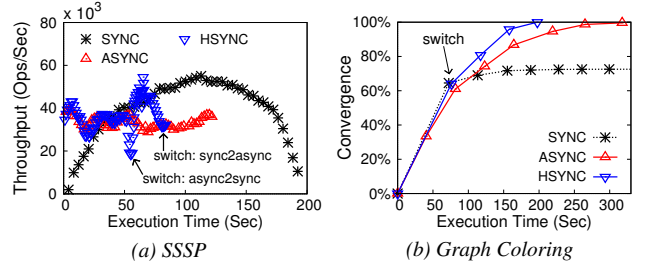 80 x 10³
SYNC
ASYNC
HSYNC
60
40
20
0
Throughput (Ops/Sec)
switch: sync2async
switch: async2sync
0 50 100 150 200
Execution Time (Sec)
(a) SSSP
100%
80%
60%
40%
20%
0%
Convergence
switch
SYNC
ASYNC
HSYNC
0 50 100 150 200 250 300
Execution Time (Sec)
(b) Graph Coloring